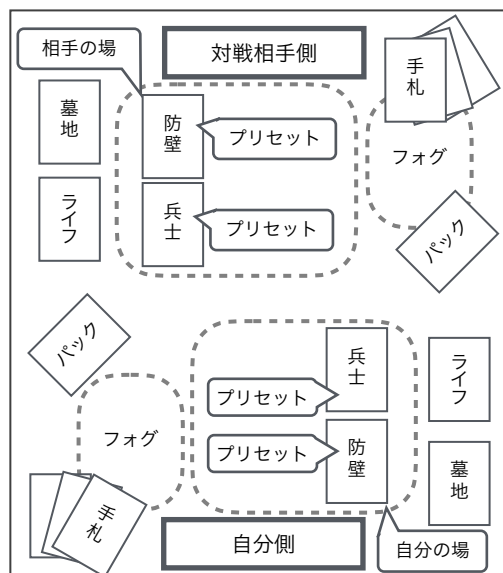 相手の場
対戦相手側
手札
墓地
防壁
プリセット
フォグ
ライフ
兵士
プリセット
パック
パック
兵士
ライフ
プリセット
フォグ
プリセット
防壁
墓地
手札
自分側
自分の場